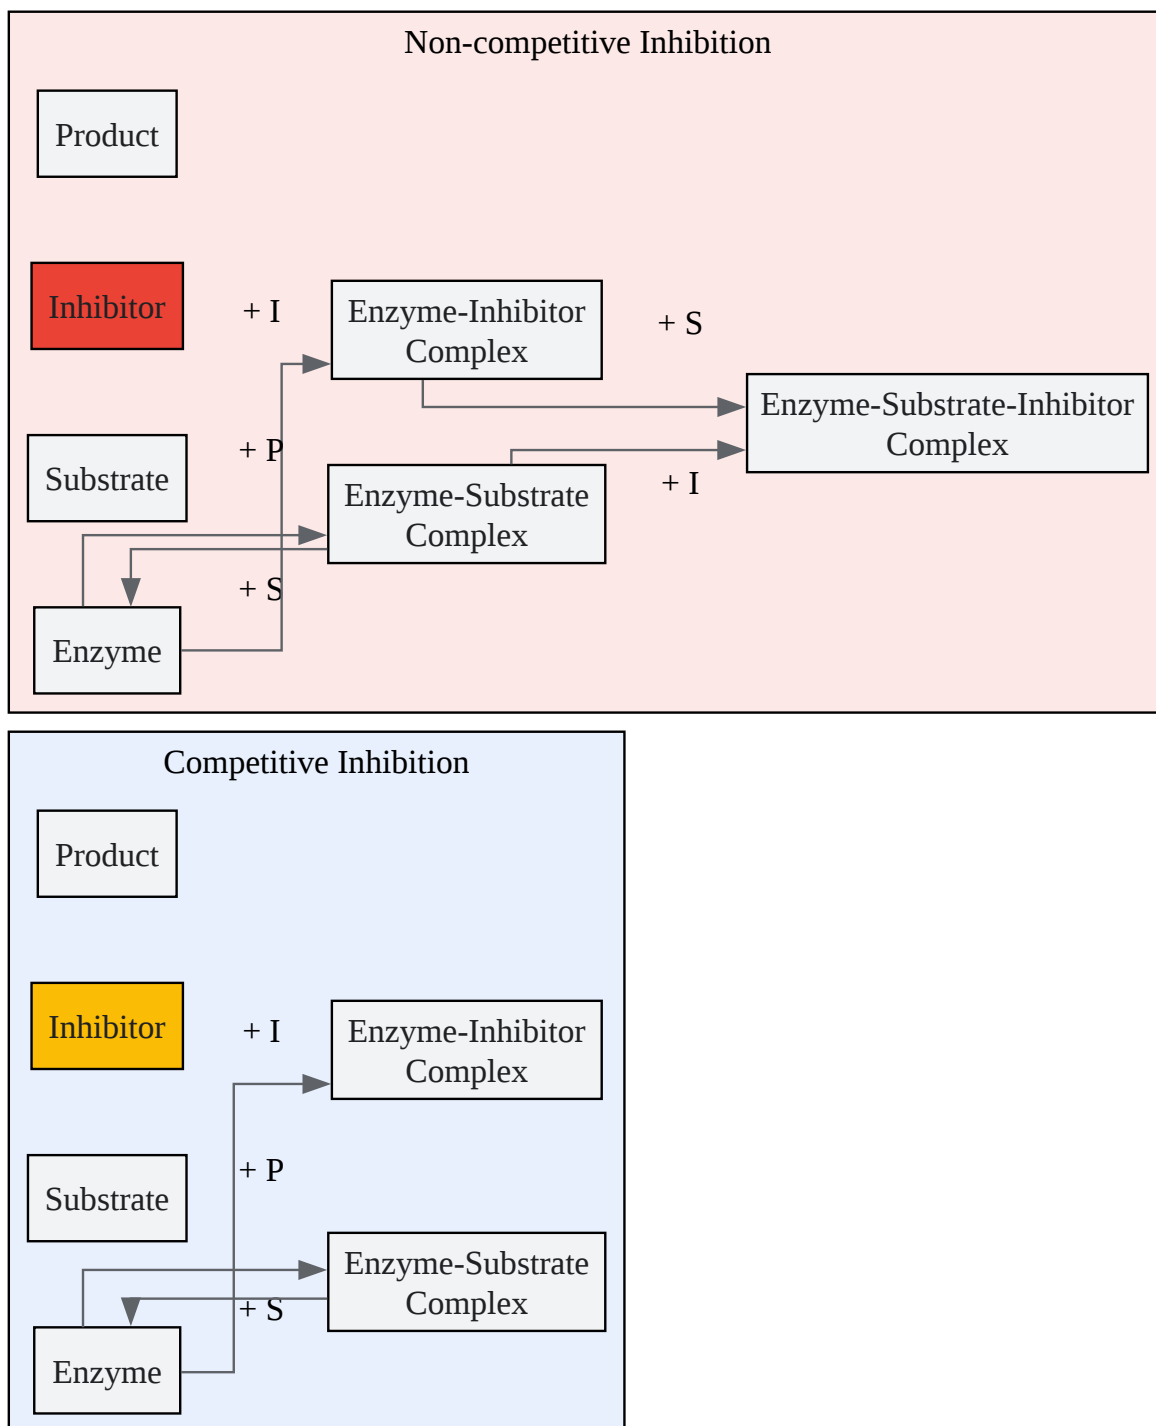 Non-competitive Inhibition
Product
Inhibitor
+ I
Enzyme-Inhibitor
Complex
+ S
Enzyme-Substrate-Inhibitor
Complex
Substrate
+ P
Enzyme-Substrate
Complex
+ I
+ S
Enzyme
Competitive Inhibition
Product
Inhibitor
+ I
Enzyme-Inhibitor
Complex
Substrate
+ P
Enzyme-Substrate
Complex
+ S
Enzyme